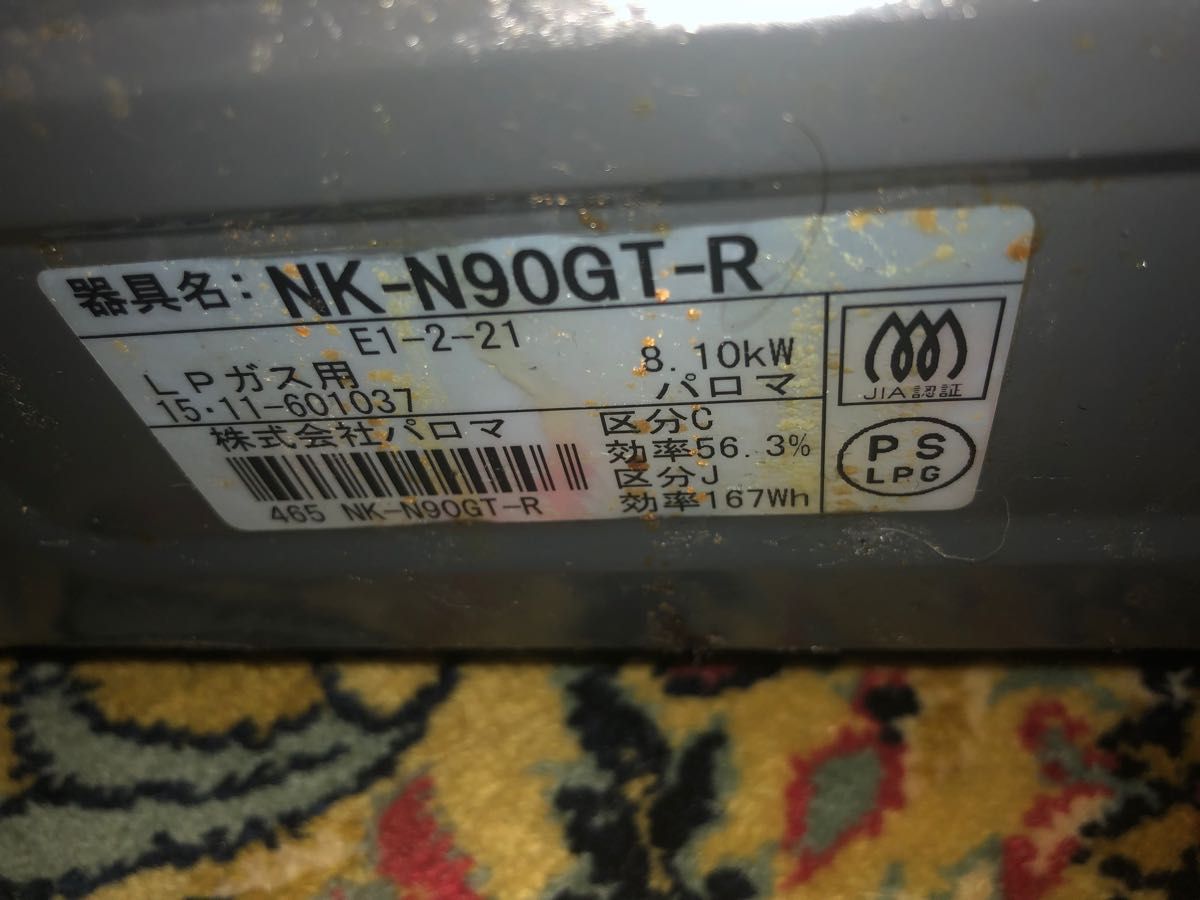 器具名: NK-N90GT-R
E1-2-21
LPガス用 8.10kW
15・11-601037 パロマ
株式会社パロマ
465 NK-N90GT-R
区分C
効率56.3%
区分J
効率167Wh
JIA認証
PS
LPG